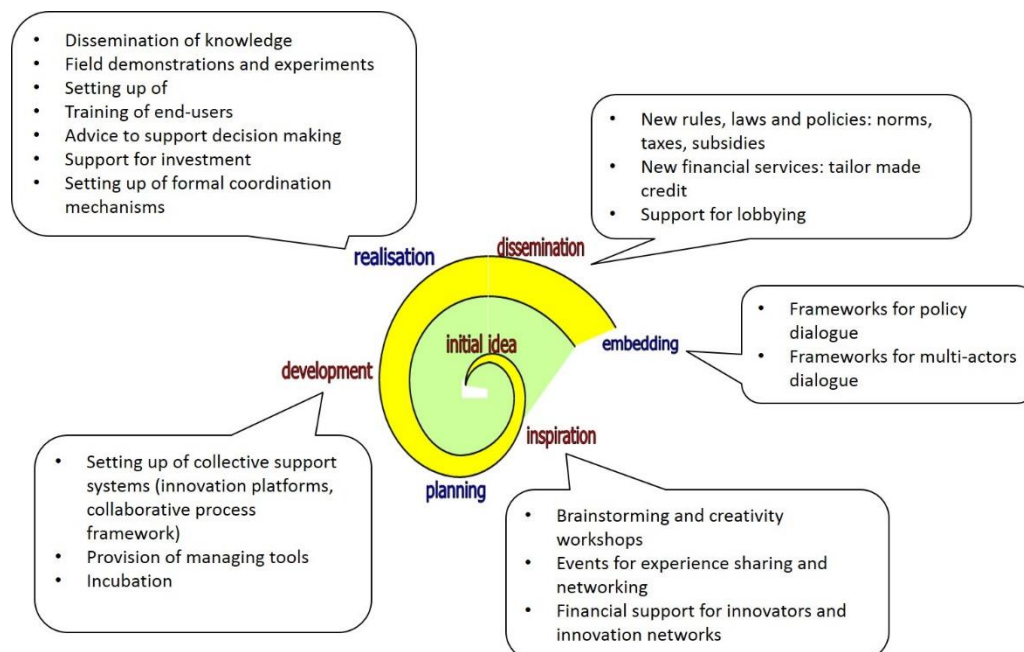 • Dissemination of knowledge
• Field demonstrations and experiments
• Setting up of
• Training of end-users
• Advice to support decision making
• Support for investment
• Setting up of formal coordination
mechanisms
• New rules, laws and policies: norms,
taxes, subsidies
• New financial services: tailor made
credit
• Support for lobbying
realisation
dissemination
• Frameworks for policy
dialogue
• Frameworks for multi-actors
dialogue
initial idea
embedding
development
inspiration
planning
• Setting up of collective support
systems (innovation platforms,
collaborative process
framework)
• Provision of managing tools
• Incubation
• Brainstorming and creativity
workshops
• Events for experience sharing and
networking
• Financial support for innovators and
innovation networks